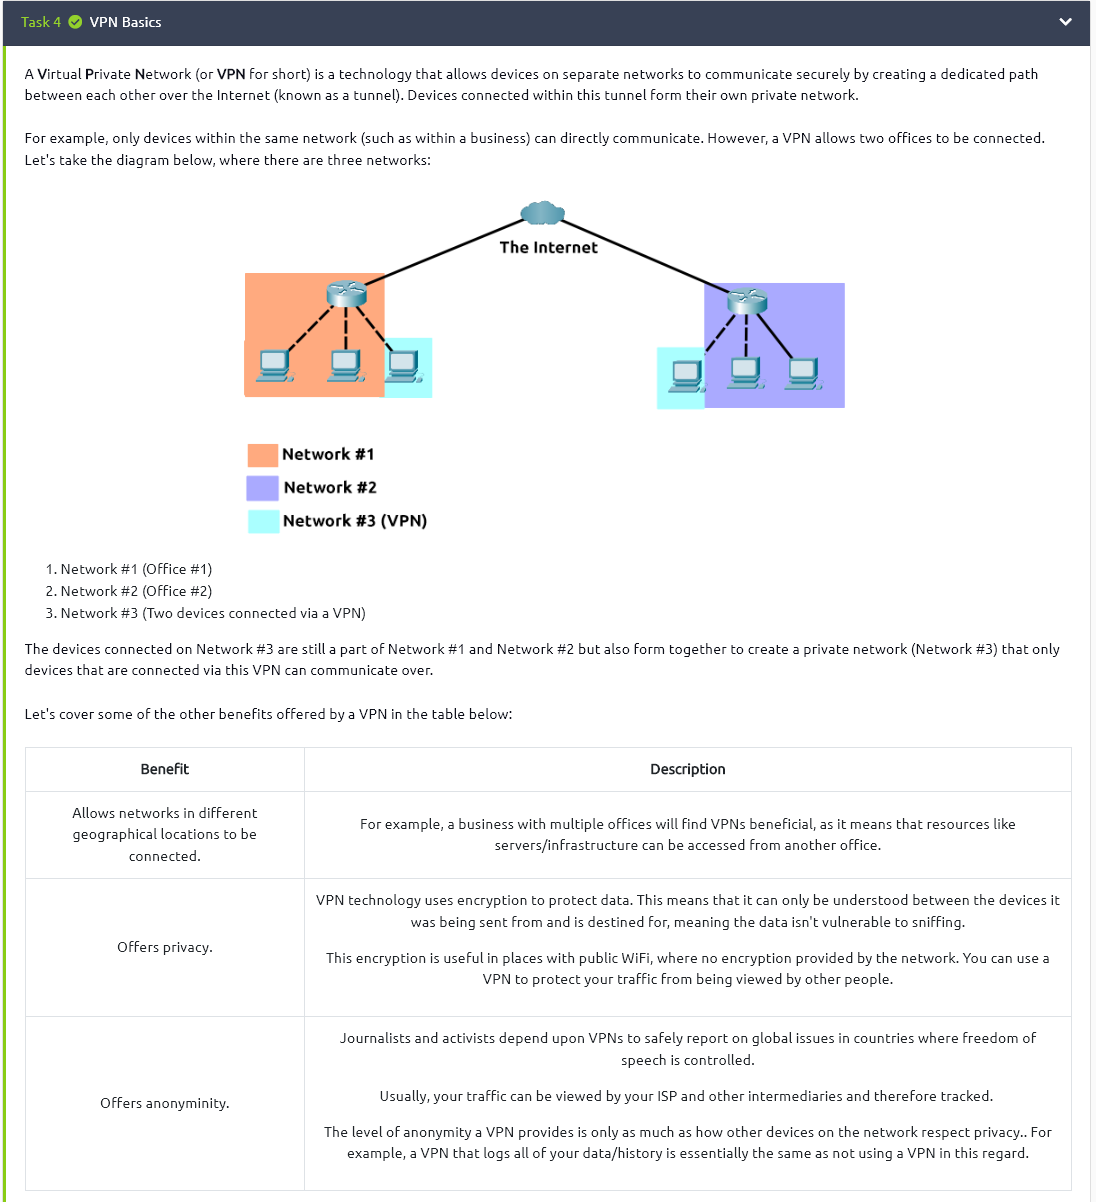 Task 4 VPN Basics
A Virtual Private Network (or VPN for short) is a technology that allows devices on separate networks to communicate securely by creating a dedicated path
between each other over the Internet (known as a tunnel). Devices connected within this tunnel form their own private network.
For example, only devices within the same network (such as within a business) can directly communicate. However, a VPN allows two offices to be connected.
Let's take the diagram below, where there are three networks:
The Internet
Network #1
Network #2
Network #3 (VPN)
1. Network #1 (Office #1)
2. Network #2 (Office #2)
3. Network #3 (Two devices connected via a VPN)
The devices connected on Network #3 are still a part of Network #1 and Network #2 but also form together to create a private network (Network #3) that only
devices that are connected via this VPN can communicate over.
Let's cover some of the other benefits offered by a VPN in the table below:
Benefit
Description
Allows networks in different
geographical locations to be
connected.
For example, a business with multiple offices will find VPNs beneficial, as it means that resources like
servers/infrastructure can be accessed from another office.
Offers privacy.
VPN technology uses encryption to protect data. This means that it can only be understood between the devices it
was being sent from and is destined for, meaning the data isn't vulnerable to sniffing.
This encryption is useful in places with public WiFi, where no encryption provided by the network. You can use a
VPN to protect your traffic from being viewed by other people.
Offers anonyminity.
Journalists and activists depend upon VPNs to safely report on global issues in countries where freedom of
speech is controlled.
Usually, your traffic can be viewed by your ISP and other intermediaries and therefore tracked.
The level of anonymity a VPN provides is only as much as how other devices on the network respect privacy.. For
example, a VPN that logs all of your data/history is essentially the same as not using a VPN in this regard.